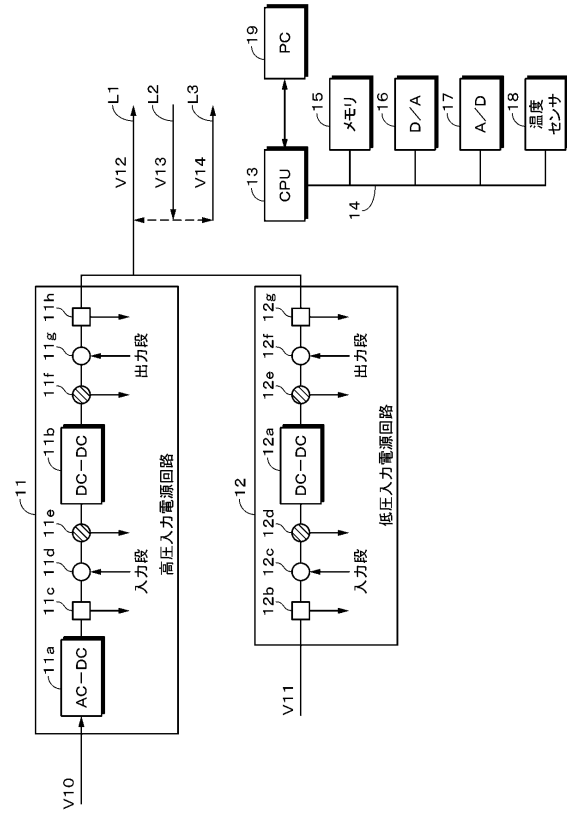 11
V10
11a
AC-DC
11c
11d
11e
入力段
11b
DC-DC
11f
11g
11h
出力段
高圧入力電源回路
12
V11
12b
12c
12d
入力段
12a
DC-DC
12e
12f
12g
出力段
低圧入力電源回路
V12
L1
V13
L2
V14
L3
13
CPU
19
PC
14
15
メモリ
16
D/A
17
A/D
18
温度
センサ